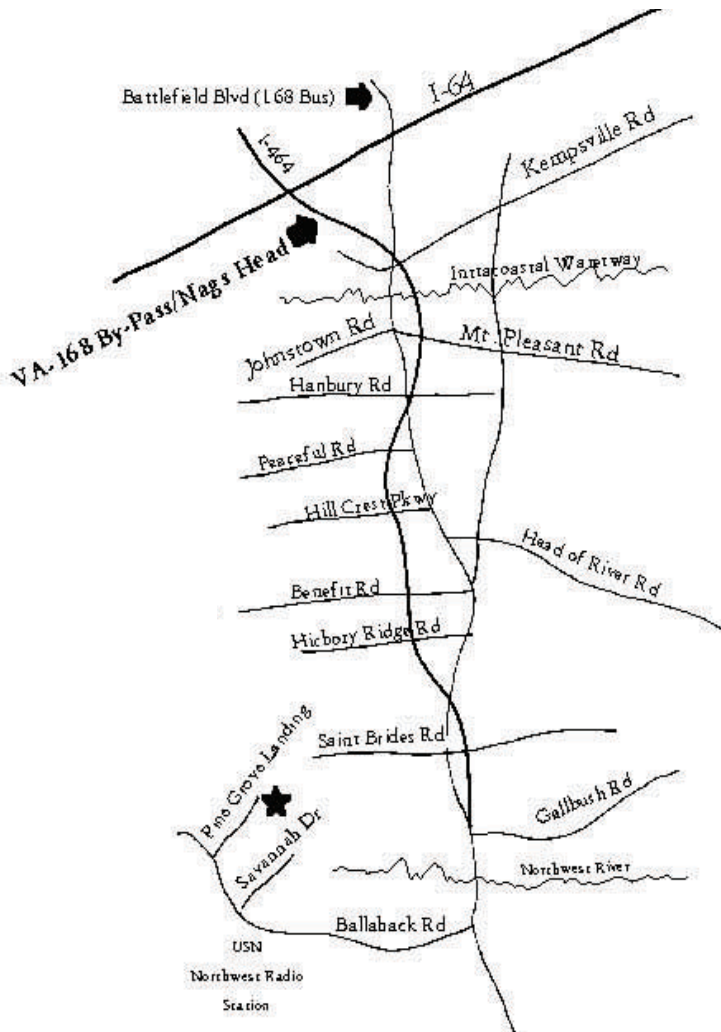 I-64
Battlefield Blvd (168 Bus)
I-464
Kempsville Rd
VA. 168 By-Pass/Nags Head
Intracoastal Waterway
Johnstown Rd
Mt. Pleasant Rd
Hanbury Rd
Peaceful Rd
Hill Crest Pkwy
Head of River Rd
Benefit Rd
Hickory Ridge Rd
Saint Brides Rd
Pine Grove Landing
Gallbush Rd
Savannah Dr
Northwest River
Ballaback Rd
USN
Northwest Radio
Station